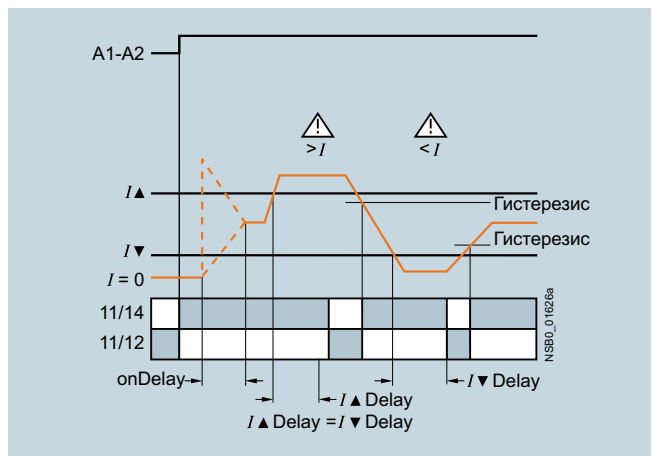 A1-A2
>I
<I
I▲
Гистерезис
Гистерезис
I▼
I = 0
11/14
11/12
NSB0_01626a
onDelay
I▲Delay
I▼Delay
I▲Delay =I▼Delay